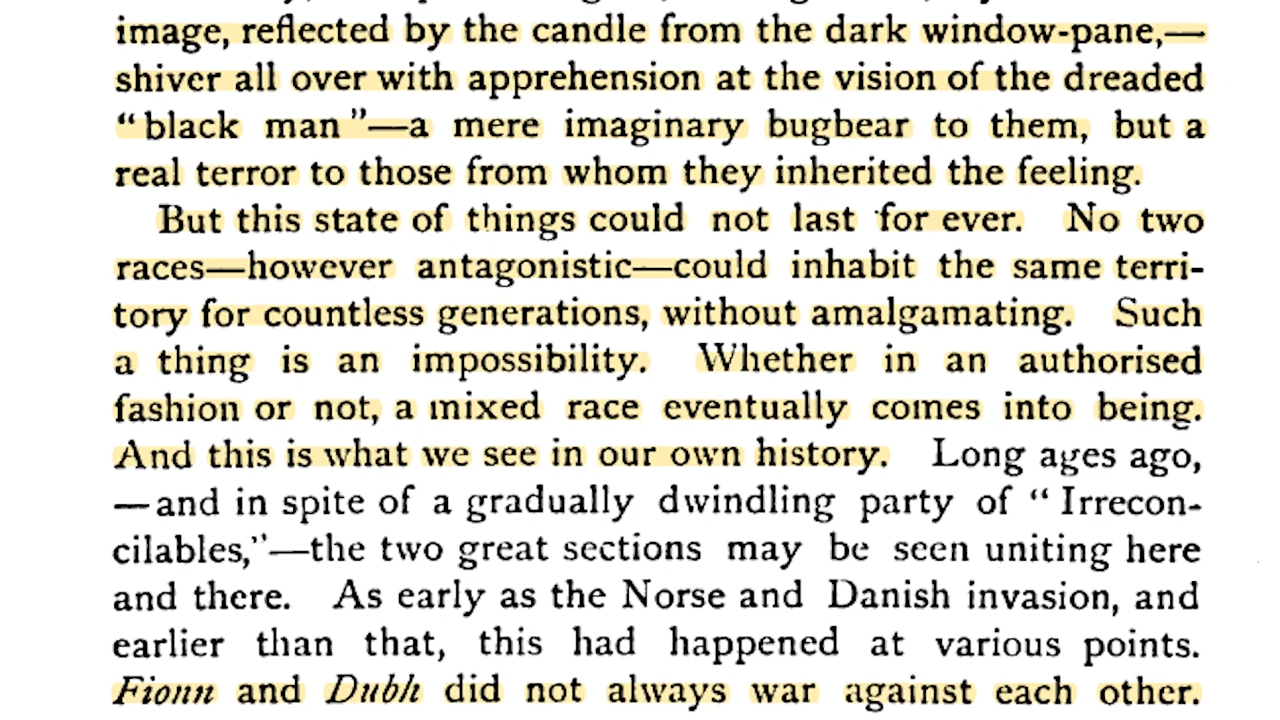 image, reflected by the candle from the dark window-pane,—
shiver all over with apprehension at the vision of the dreaded
“black man”—a mere imaginary bugbear to them, but a
real terror to those from whom they inherited the feeling.
But this state of things could not last for ever. No two
races—however antagonistic—could inhabit the same terri-
tory for countless generations, without amalgamating. Such
a thing is an impossibility. Whether in an authorised
fashion or not, a mixed race eventually comes into being.
And this is what we see in our own history. Long ages ago,
—and in spite of a gradually dwindling party of “Irrecon-
cilables,”—the two great sections may be seen uniting here
and there. As early as the Norse and Danish invasion, and
earlier than that, this had happened at various points.
Fionn and Dubh did not always war against each other.